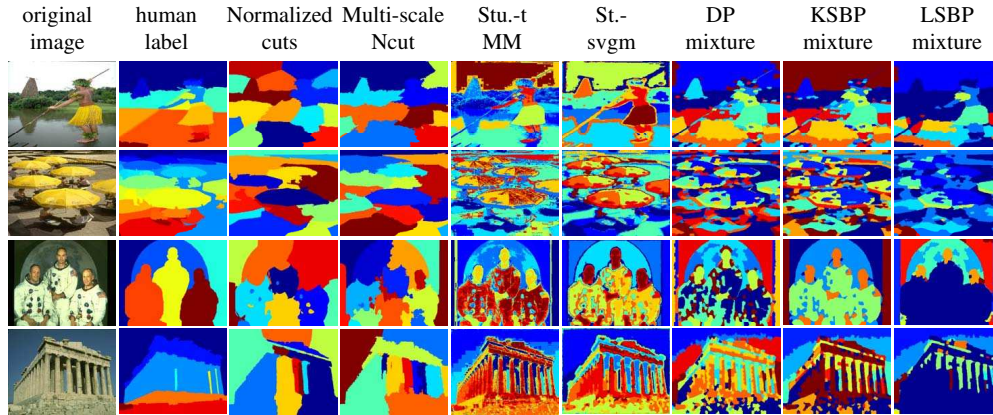 original human Normalized Multi-scale Stu.-t St.- DP KSBP LSBP
image label cuts Ncut MM svgm mixture mixture mixture